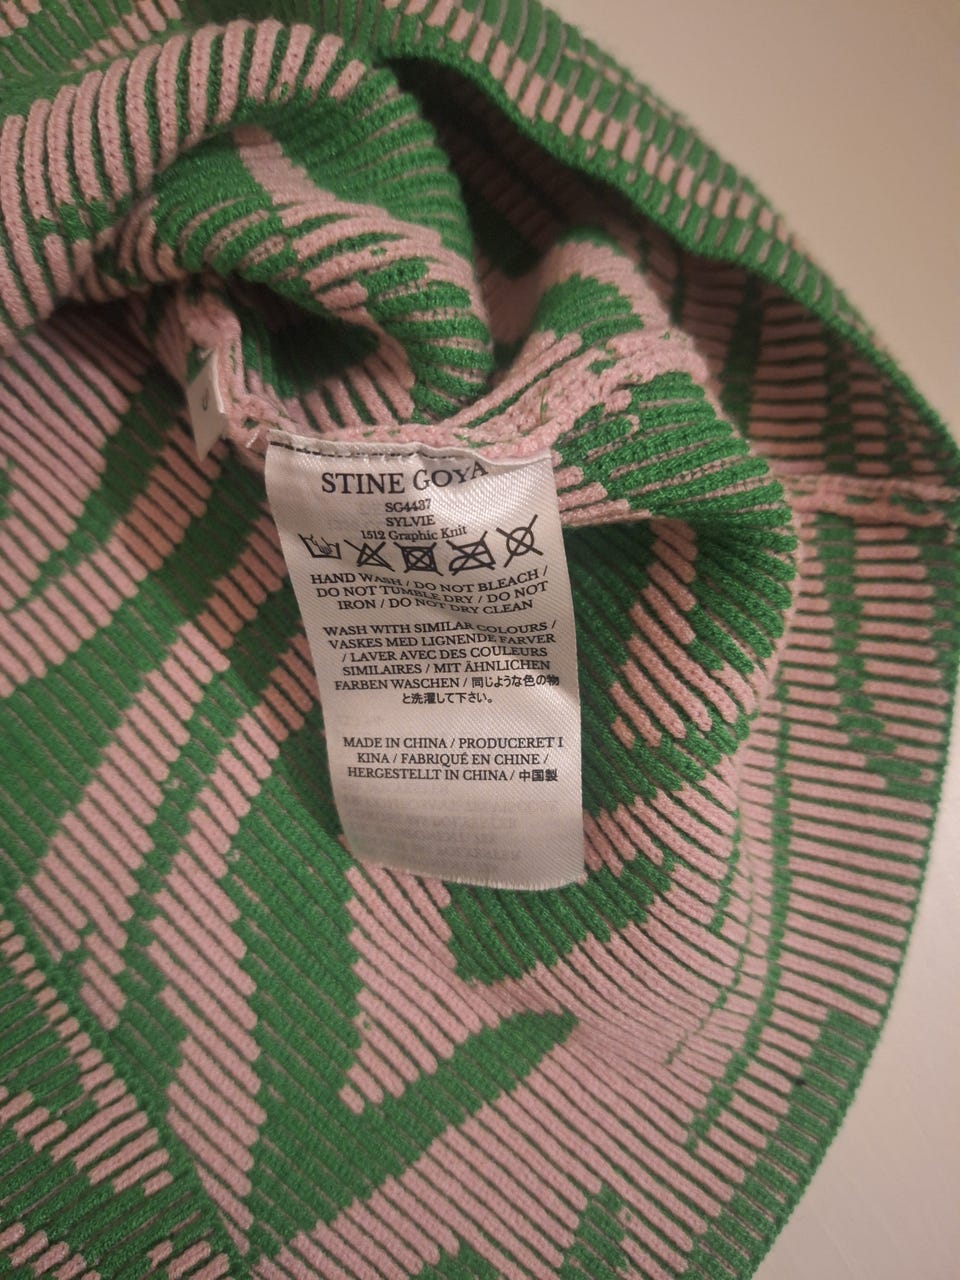 STINE GOYA
SG4437
SYLVIE
1512 Graphic Knit
HAND WASH / DO NOT BLEACH /
DO NOT TUMBLE DRY / DO NOT
IRON / DO NOT DRY CLEAN
WASH WITH SIMILAR COLOURS /
VASKES MED LIGNENDE FARVER
/ LAVER AVEC DES COULEURS
SIMILAIRES / MIT ÄHNLICHEN
FARBEN WASCHEN / 同じような色の物
と洗濯して下さい。
MADE IN CHINA / PRODUCERET I
KINA / FABRIQUÉ EN CHINE /
HERGESTELLT IN CHINA / 中国製